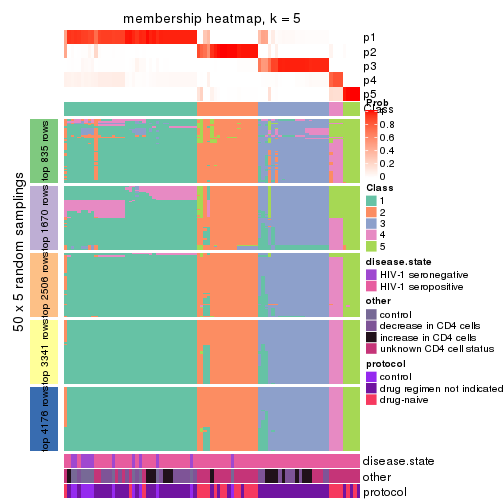 membership heatmap, k = 5
p1
p2
p3
p4
p5
Class
Prob
1
0.8
0.6
0.4
0.2
0
50 x 5 random samplings
top 835 rows
top 1670 rows
top 2506 rows
top 3341 rows
top 4176 rows
Class
1
2
3
4
5
disease.state
HIV-1 seronegative
HIV-1 seropositive
other
control
decrease in CD4 cells
increase in CD4 cells
unknown CD4 cell status
protocol
control
drug regimen not indicated
drug-naive
disease.state
other
protocol